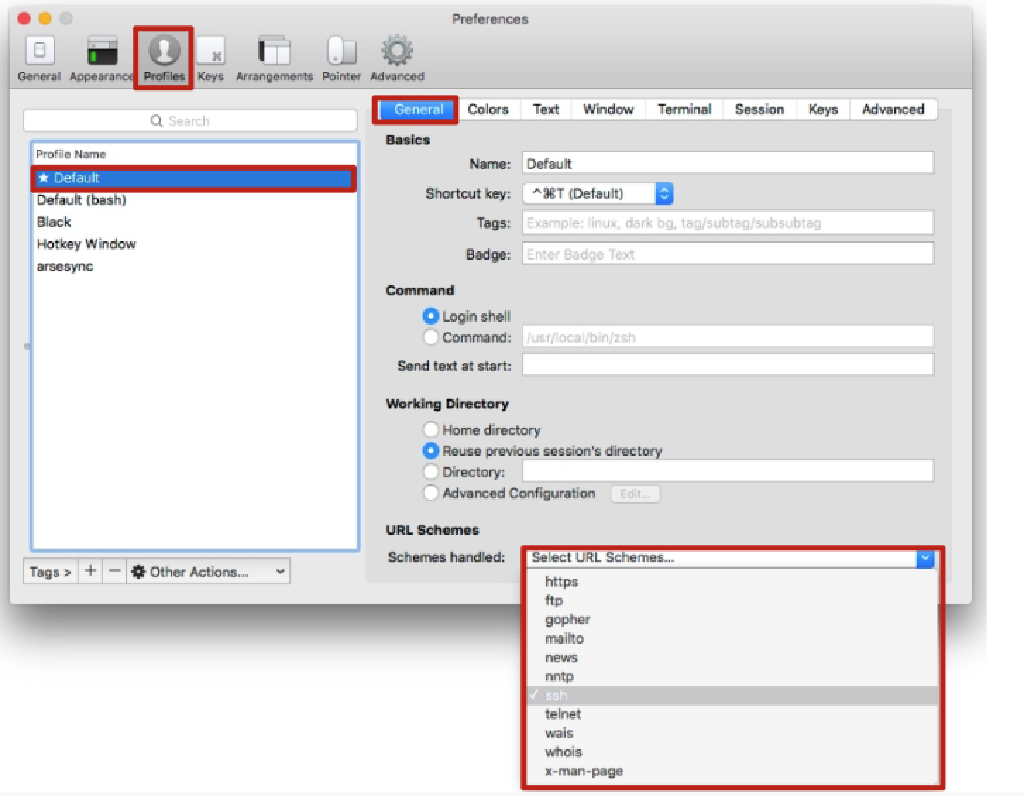 Preferences
General Appearance Profiles Keys Arrangements Pointer Advanced
Search
Profile Name
★ Default
Default (bash)
Black
Hotkey Window
arsesync
Tags > + − Other Actions...
General Colors Text Window Terminal Session Keys Advanced
Basics
Name: Default
Shortcut key: ^⌘T (Default)
Tags: Example: linux, dark bg, tag/subtag/subsubtag
Badge: Enter Badge Text
Command
Login shell
Command: /usr/local/bin/zsh
Send text at start:
Working Directory
Home directory
Reuse previous session's directory
Directory:
Advanced Configuration Edit...
URL Schemes
Schemes handled: Select URL Schemes...
https
ftp
gopher
mailto
news
nntp
✓ ssh
telnet
wais
whois
x-man-page